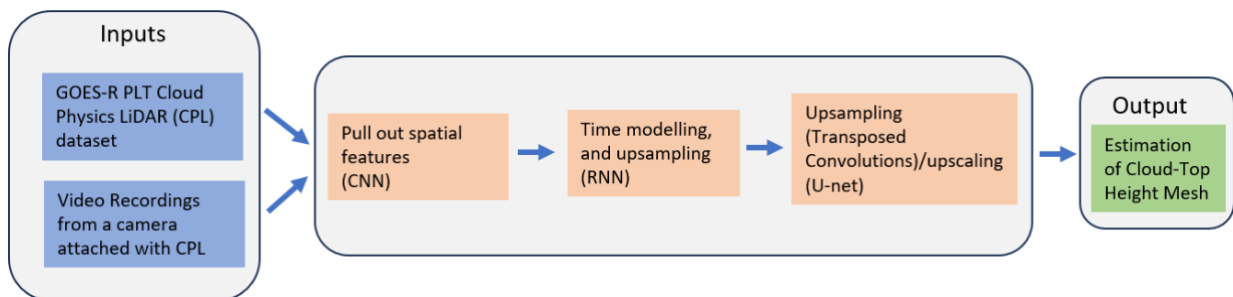 Inputs
GOES-R PLT Cloud
Physics LiDAR (CPL)
dataset
Video Recordings
from a camera
attached with CPL
Pull out spatial
features
(CNN)
Time modelling,
and upsampling
(RNN)
Upsampling
(Transposed
Convolutions)/upscaling
(U-net)
Output
Estimation
of Cloud-Top
Height Mesh